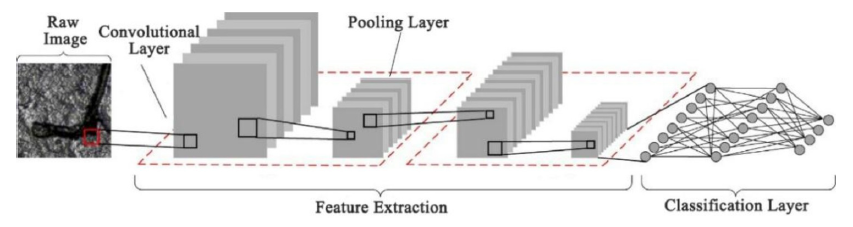 Raw
Image
Convolutional
Layer
Pooling Layer
Feature Extraction
Classification Layer